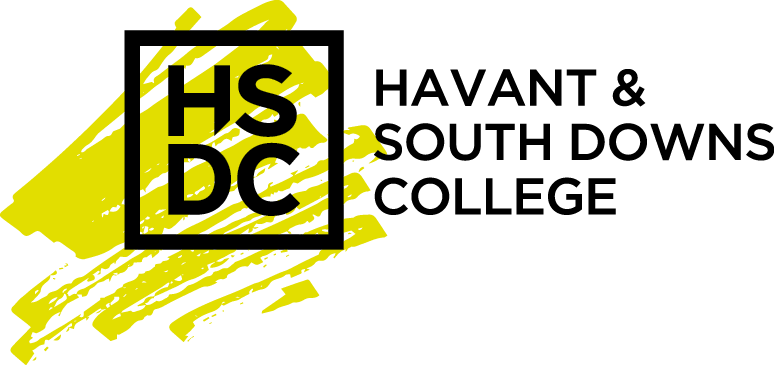 HS
DC
HAVANT &
SOUTH DOWNS
COLLEGE